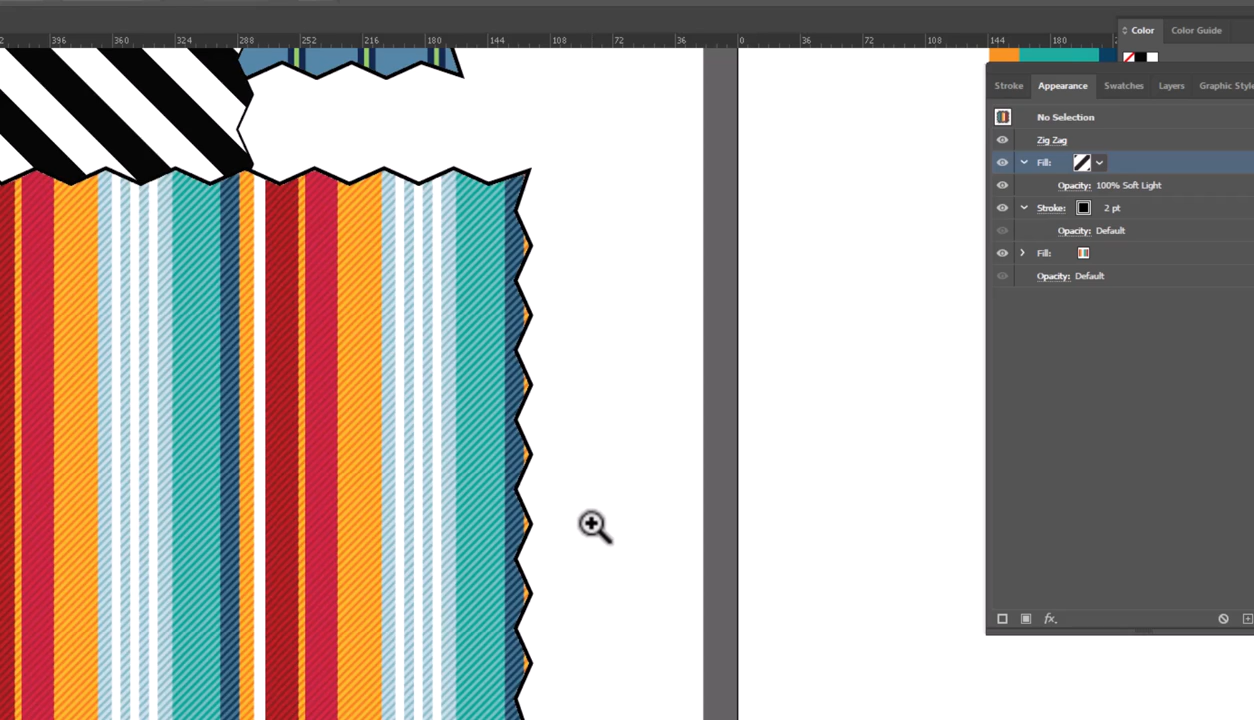 396 360 324 288 252 216 180 144 108 72 36 0 36 72 108 144 180
Color Color Guide
Stroke Appearance Swatches Layers Graphic Style
No Selection
Zig Zag
Fill:
Opacity: 100% Soft Light
Stroke: 2 pt
Opacity: Default
Fill:
Opacity: Default
fx.